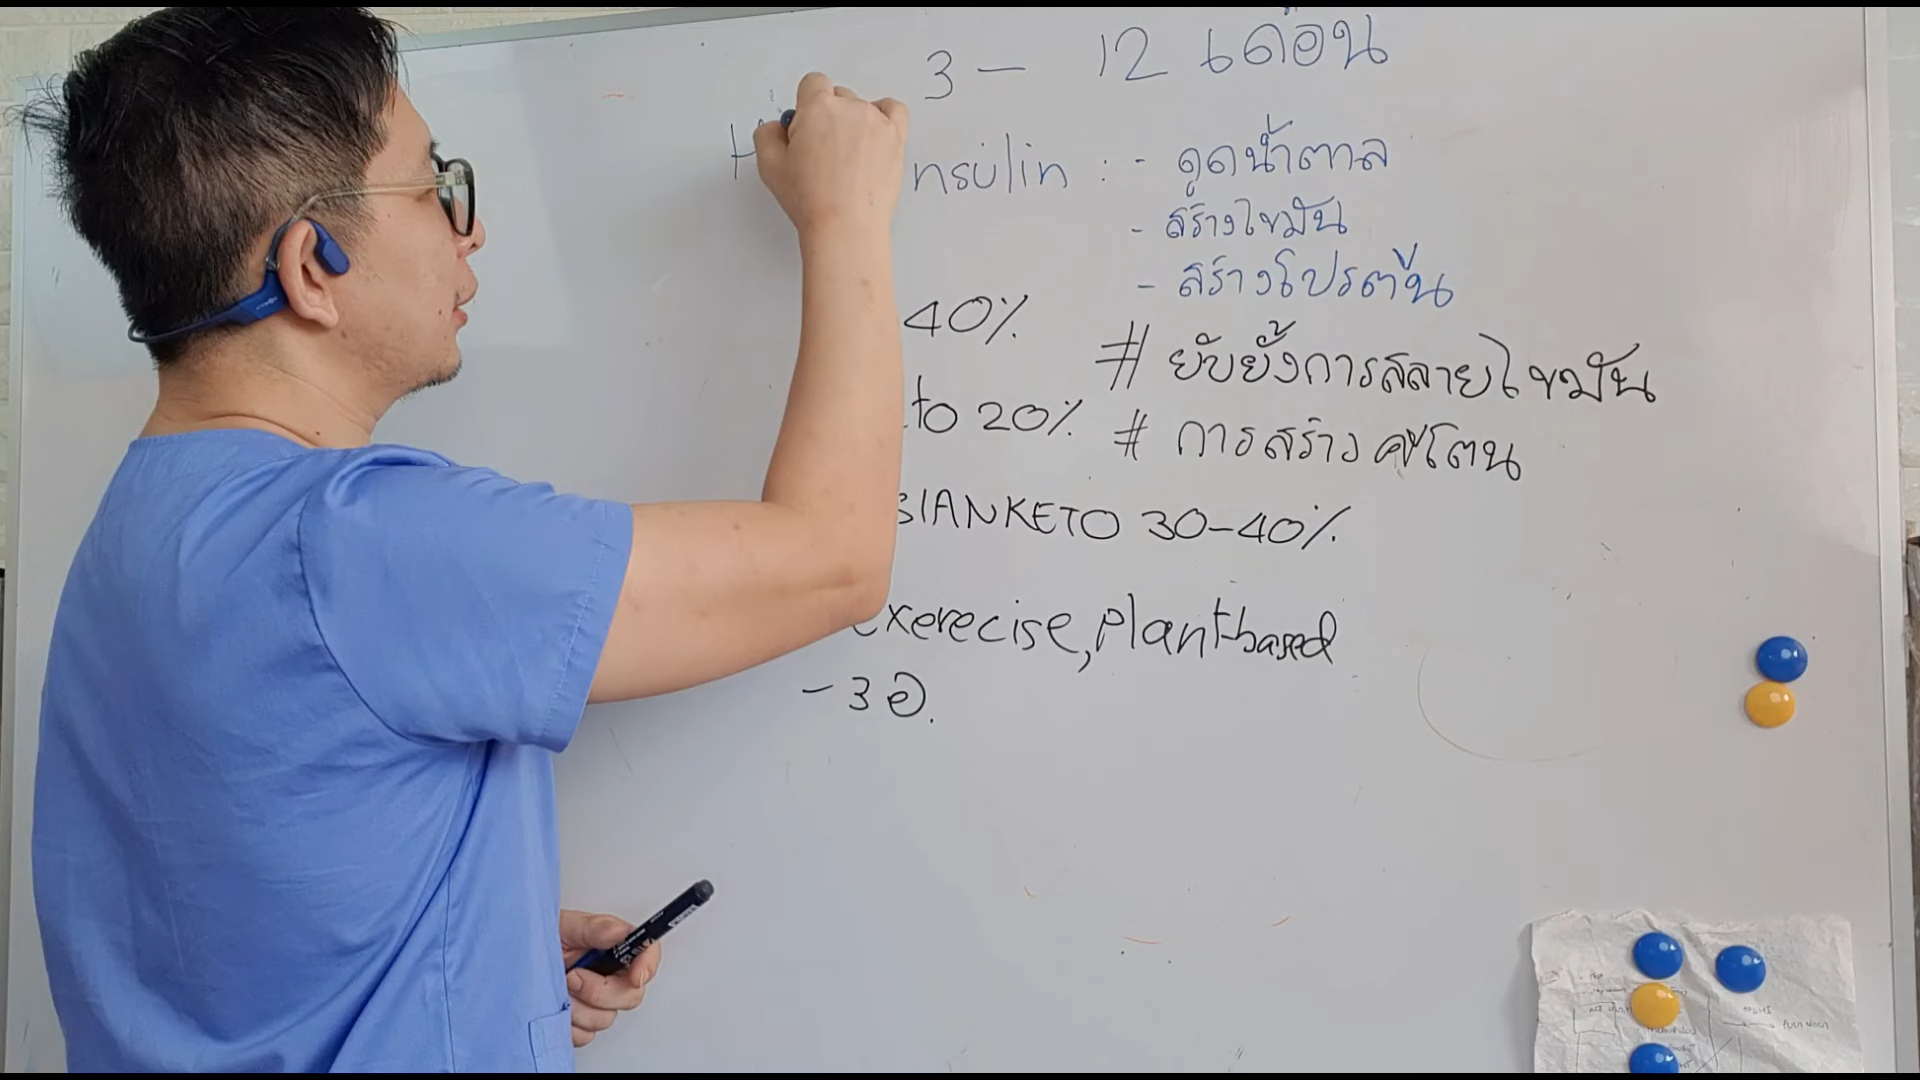 3 - 12 เดือน
nsulin : - ดูดน้ำตาล
- สร้างไขมัน
- สร้างโปรตีน
40%
# ยับยั้งการสลายไขมัน
to 20% # การสร้าง คีโตน
SIANKETO 30-40%
exerecise, Plantbased
- 3 อ.